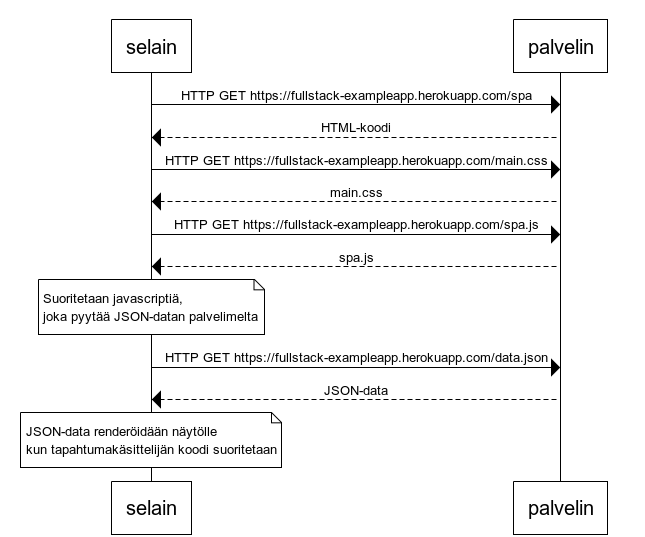 selain
palvelin
HTTP GET https://fullstack-exampleapp.herokuapp.com/spa
HTML-koodi
HTTP GET https://fullstack-exampleapp.herokuapp.com/main.css
main.css
HTTP GET https://fullstack-exampleapp.herokuapp.com/spa.js
spa.js
Suoritetaan javascriptiä,
joka pyytää JSON-datan palvelimelta
HTTP GET https://fullstack-exampleapp.herokuapp.com/data.json
JSON-data
JSON-data renderöidään näytölle
kun tapahtumakäsittelijän koodi suoritetaan
selain
palvelin